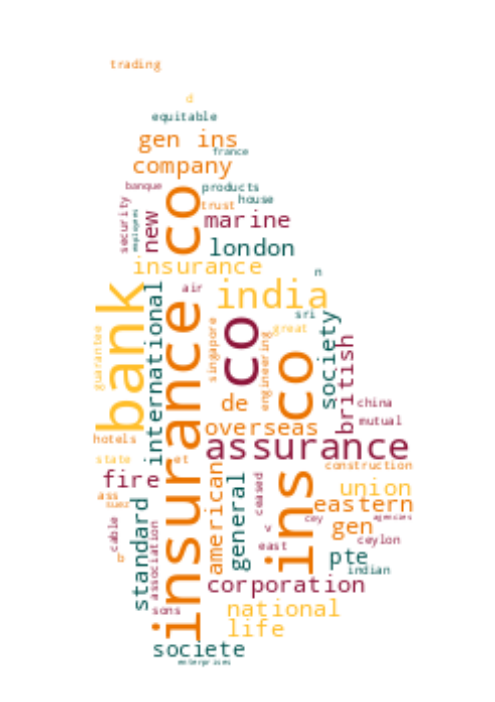 trading
d
equitable
gen ins
france
company
banque
products
security
employees
new
insurance co
trust
house
marine
london
insurance
n
air
india
bank
international
co
sri
great
society
singapore
engineering
ins co
british
guarantee
de
china
mutual
overseas
hotels
assurance
state
et
construction
fire
american
general
ceased
union
ass
suez
standard
eastern
cey
agencies
gen
v
cable
association
ceylon
east
pte
br
indian
corporation
sons
national
life
societe
enterprises